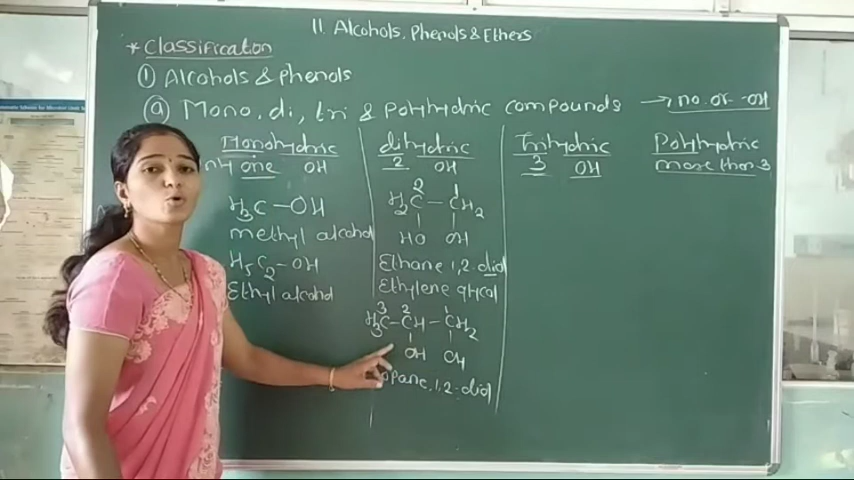 11. Alcohols, Phenols & Ethers
* Classification
① Alcohols & phenols
ⓐ Mono, di, tri & Polyhydric compounds → no. of -OH
Monohydric
one OH
H₃C-OH
methyl alcohol
H₅C₂-OH
Ethyl alcohol
dihydric
2 OH
2 1
H₂C-CH₂
HO OH
Ethane 1,2-diol
Ethylene glycol
3 2 1
H₃C-CH-CH₂
OH OH
opane, 1,2-diol
Trihydric
3 OH
Polyhydric
more than 3